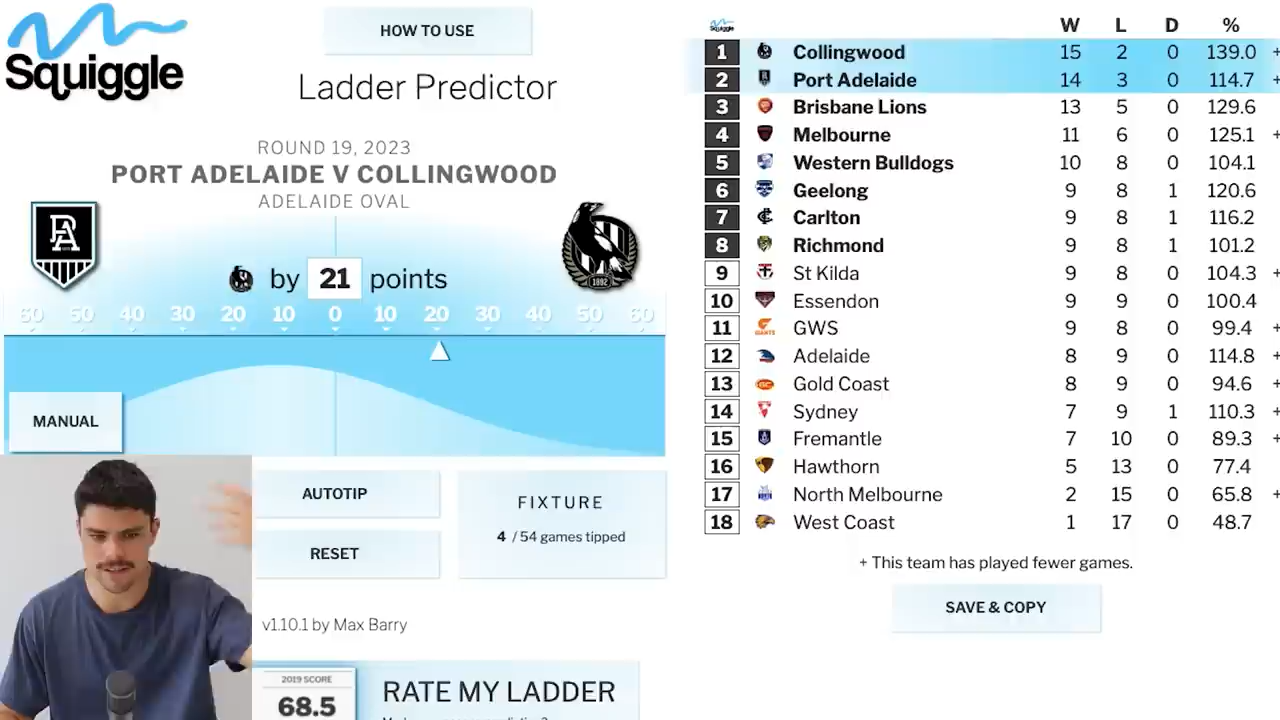 Squiggle
HOW TO USE
Ladder Predictor
ROUND 19, 2023
PORT ADELAIDE V COLLINGWOOD
ADELAIDE OVAL
by 21 points
60 50 40 30 20 10 0 10 20 30 40 50 60
MANUAL
AUTOTIP
RESET
FIXTURE
4 / 54 games tipped
v1.10.1 by Max Barry
2019 SCORE
68.5
RATE MY LADDER
Squiggle W L D %
1 Collingwood 15 2 0 139.0 +
2 Port Adelaide 14 3 0 114.7 +
3 Brisbane Lions 13 5 0 129.6
4 Melbourne 11 6 0 125.1 +
5 Western Bulldogs 10 8 0 104.1
6 Geelong 9 8 1 120.6
7 Carlton 9 8 1 116.2
8 Richmond 9 8 1 101.2
9 St Kilda 9 8 0 104.3 +
10 Essendon 9 9 0 100.4
11 GWS 9 8 0 99.4 +
12 Adelaide 8 9 0 114.8 +
13 Gold Coast 8 9 0 94.6 +
14 Sydney 7 9 1 110.3 +
15 Fremantle 7 10 0 89.3 +
16 Hawthorn 5 13 0 77.4
17 North Melbourne 2 15 0 65.8 +
18 West Coast 1 17 0 48.7
+ This team has played fewer games.
SAVE & COPY